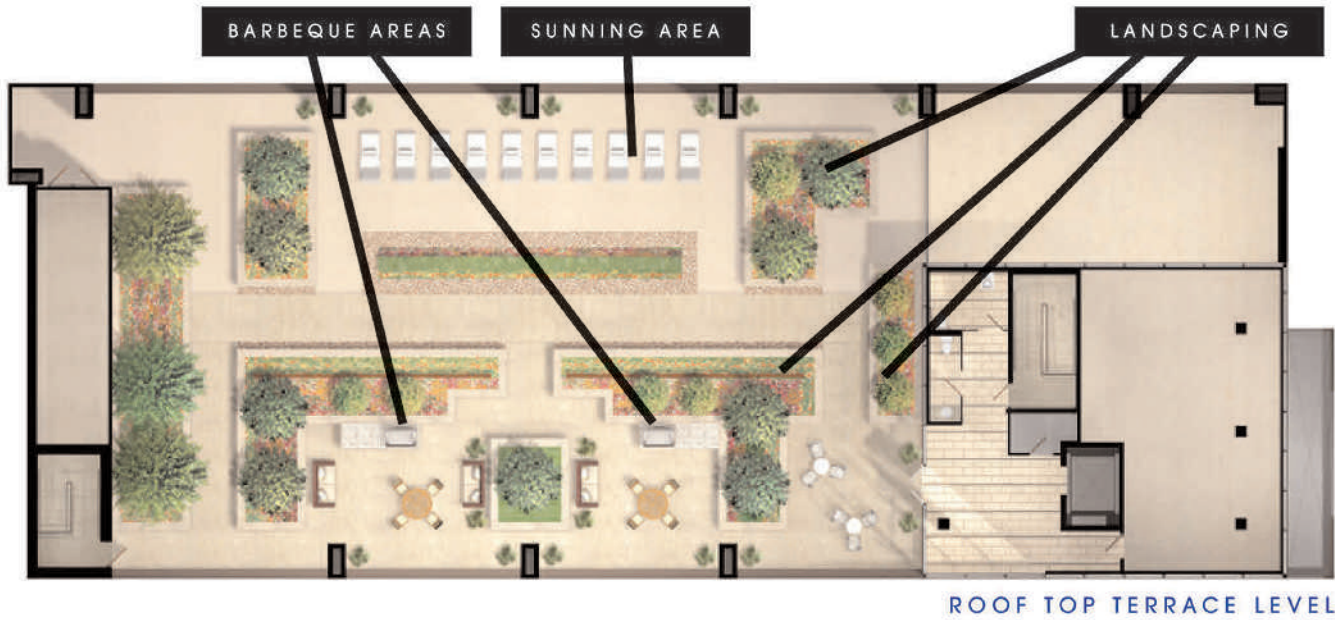 BARBEQUE AREAS
SUNNING AREA
LANDSCAPING
ROOF TOP TERRACE LEVEL